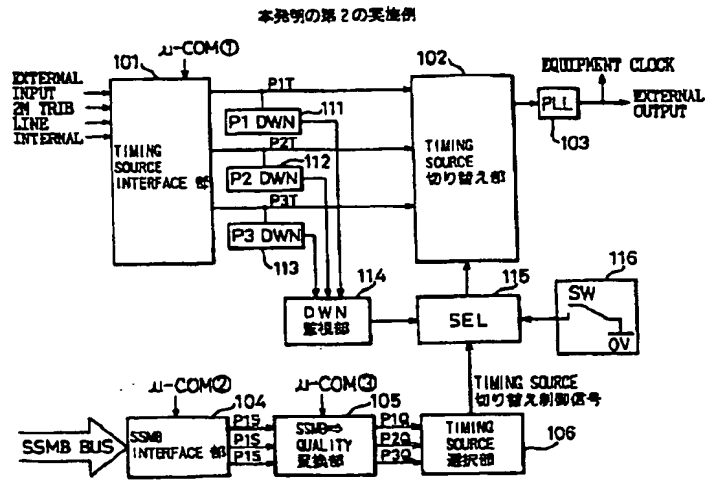 本発明の第2の実施例
μ-COM①
101
102
EQUIPMENT CLOCK
EXTERNAL
INPUT
2M TRIB
LINE
INTERNAL
P1T
111
P1 DWN
PLL
EXTERNAL
OUTPUT
103
TIMING
SOURCE
INTERFACE 部
P2T
112
P2 DWN
TIMING
SOURCE
切り替え部
P3T
P3 DWN
113
114
115
116
DWN
監視部
SEL
SW
0V
μ-COM②
104
μ-COM③
105
TIMING SOURCE
切り替え制御信号
SSMB BUS
SSMB
INTERFACE 部
P1S
P1S
P1S
SSMB⇒
QUALITY
変換部
P1Q
P2Q
P3Q
TIMING
SOURCE
選択部
106